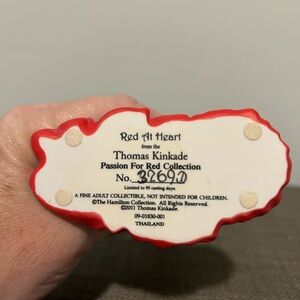 Red At Heart
from the
Thomas Kinkade
Passion For Red Collection
No. 3269D
Limited to 95 casting days.
A FINE ADULT COLLECTIBLE, NOT INTENDED FOR CHILDREN.
©The Hamilton Collection. All Rights Reserved.
©2011 Thomas Kinkade.
09-01830-001
THAILAND